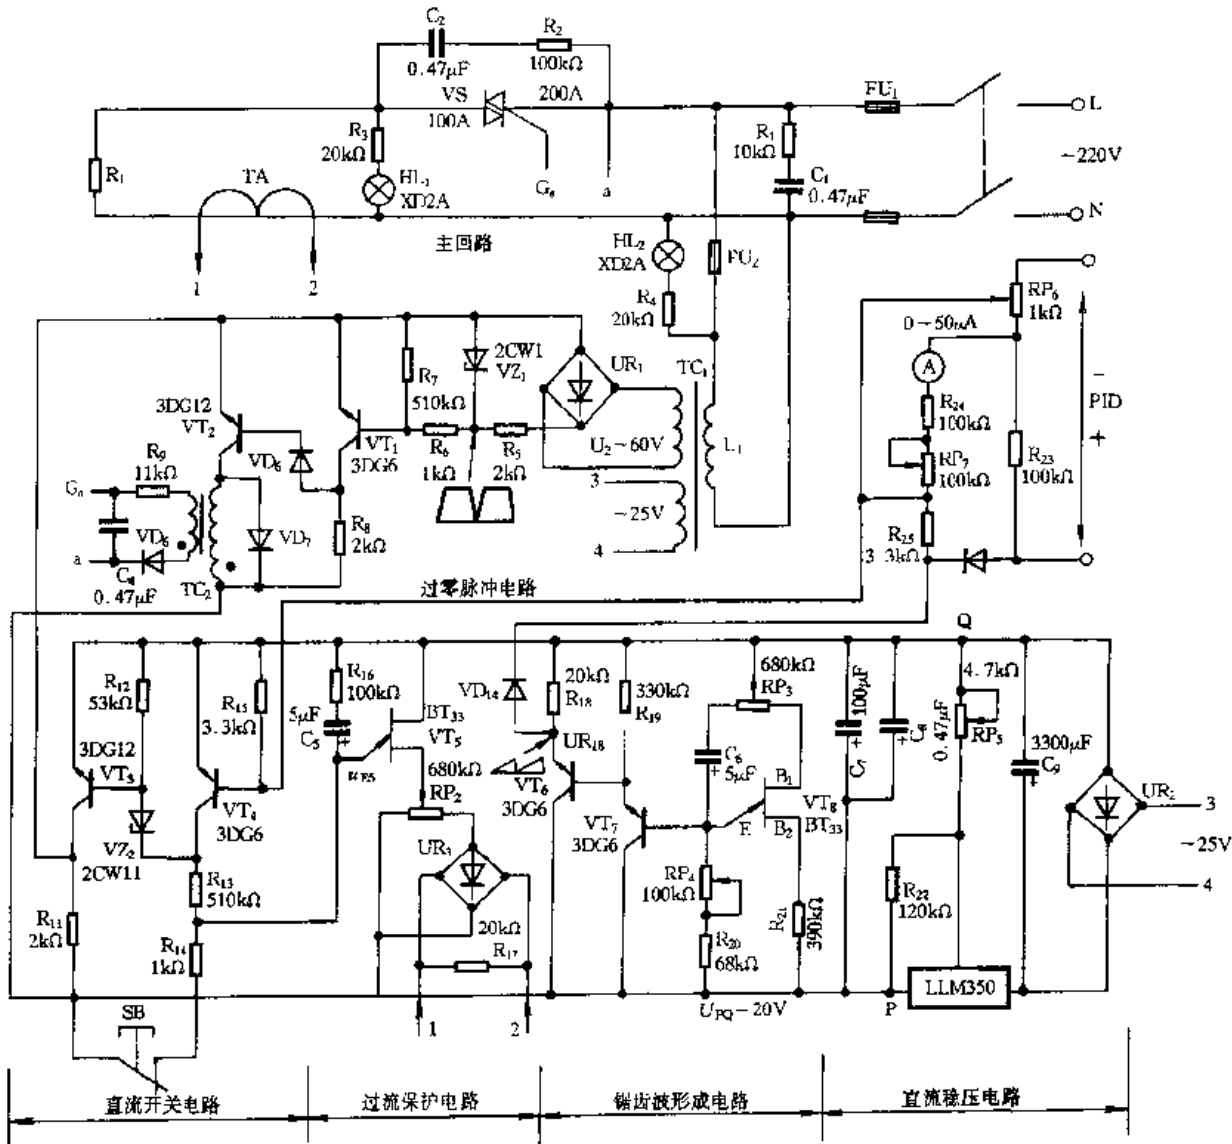 C₂
R₂
0.47μF
100kΩ
VS
200A
100A
FU₁
L
R₃
20kΩ
R₁
10kΩ
~220V
R₁
TA
HL₁
XD2A
G₀
a
C₁
0.47μF
N
主回路
HL₂
XD2A
FU₂
1
2
R₄
20kΩ
RP₆
1kΩ
0~50μA
A
2CW1
VZ₁
UR₁
TC₁
R₇
510kΩ
3DG12
VT₂
VT₁
3DG6
R₆
1kΩ
R₅
2kΩ
U₂~60V
L₁
R₂₄
100kΩ
-
PID
+
RP₇
100kΩ
R₂₃
100kΩ
R₉
11kΩ
VD₅
3
~25V
4
G₀
VD₆
VD₇
R₈
2kΩ
R₂₅
3kΩ
3
a
C₄
0.47μF
TC₂
过零脉冲电路
Q
R₁₂
53kΩ
R₁₅
3.3kΩ
R₁₆
100kΩ
5μF
C₅
BT₃₃
VT₅
VD₁₄
20kΩ
R₁₈
330kΩ
R₁₉
680kΩ
RP₃
100μF
C₇
C₈
4.7kΩ
0.47μF
RP₅
3300μF
C₉
3DG12
VT₃
VT₄
3DG6
680kΩ
RP₂
UR₁₈
VT₆
3DG6
C₆
5μF
B₁
VT₇
3DG6
E
B₂
VT₈
BT₃₃
UR₂
3
~25V
4
VZ₂
2CW11
UR₃
R₁₃
510kΩ
RP₄
100kΩ
R₂₂
120kΩ
R₁₁
2kΩ
R₁₄
1kΩ
20kΩ
R₁₇
R₂₀
68kΩ
R₂₁
390kΩ
LLM350
SB
1
2
U_PQ-20V
P
直流开关电路
过流保护电路
锯齿波形成电路
直流稳压电路